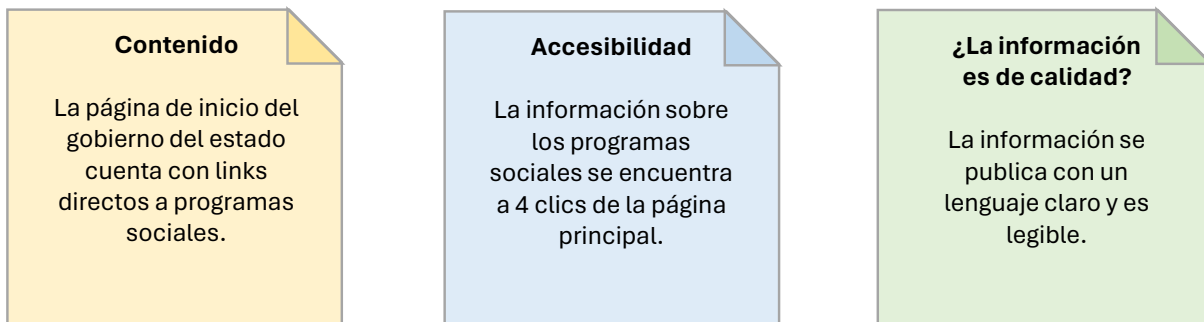 Contenido
La página de inicio del
gobierno del estado
cuenta con links
directos a programas
sociales.
Accesibilidad
La información sobre
los programas
sociales se encuentra
a 4 clics de la página
principal.
¿La información
es de calidad?
La información se
publica con un
lenguaje claro y es
legible.